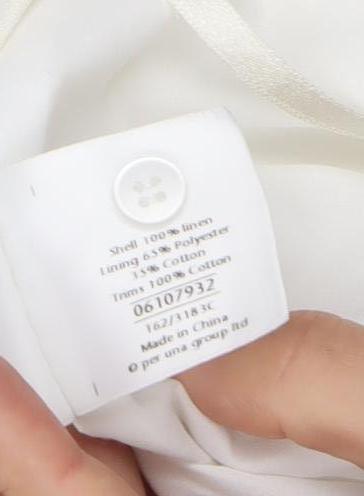 Shell 100% linen
Lining 65% Polyester
35% Cotton
Trims 100% Cotton
06107932
162/3183C
Made in China
© per una group ltd